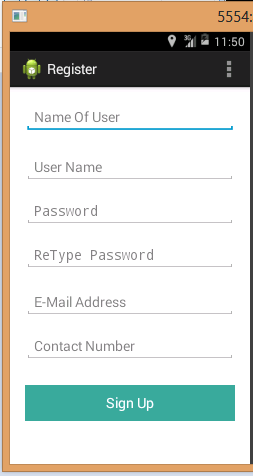 5554:
11:50
Register
Name Of User
User Name
Password
ReType Password
E-Mail Address
Contact Number
Sign Up